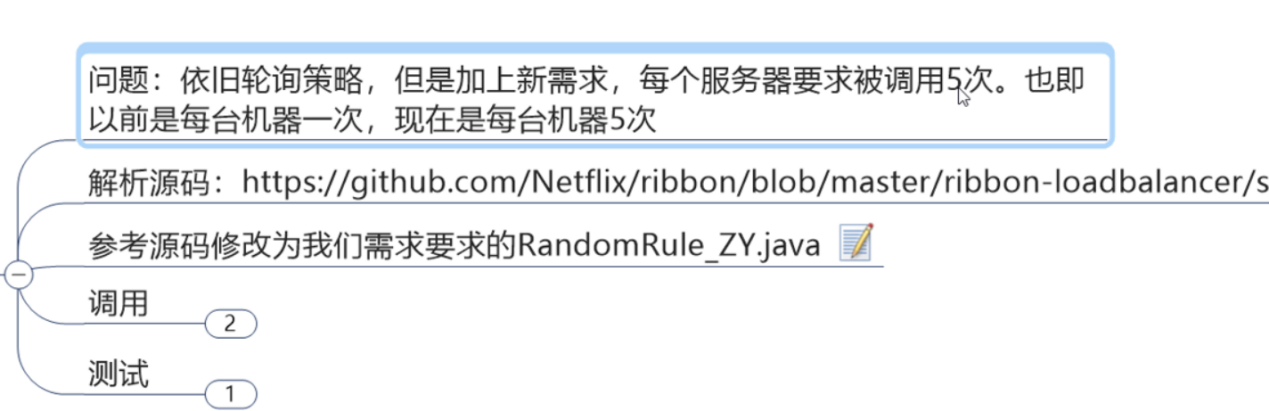 问题：依旧轮询策略，但是加上新需求，每个服务器要求被调用5次。也即
以前是每台机器一次，现在是每台机器5次
解析源码：https://github.com/Netflix/ribbon/blob/master/ribbon-loadbalancer/s
参考源码修改为我们需求要求的RandomRule_ZY.java
调用
2
测试
1